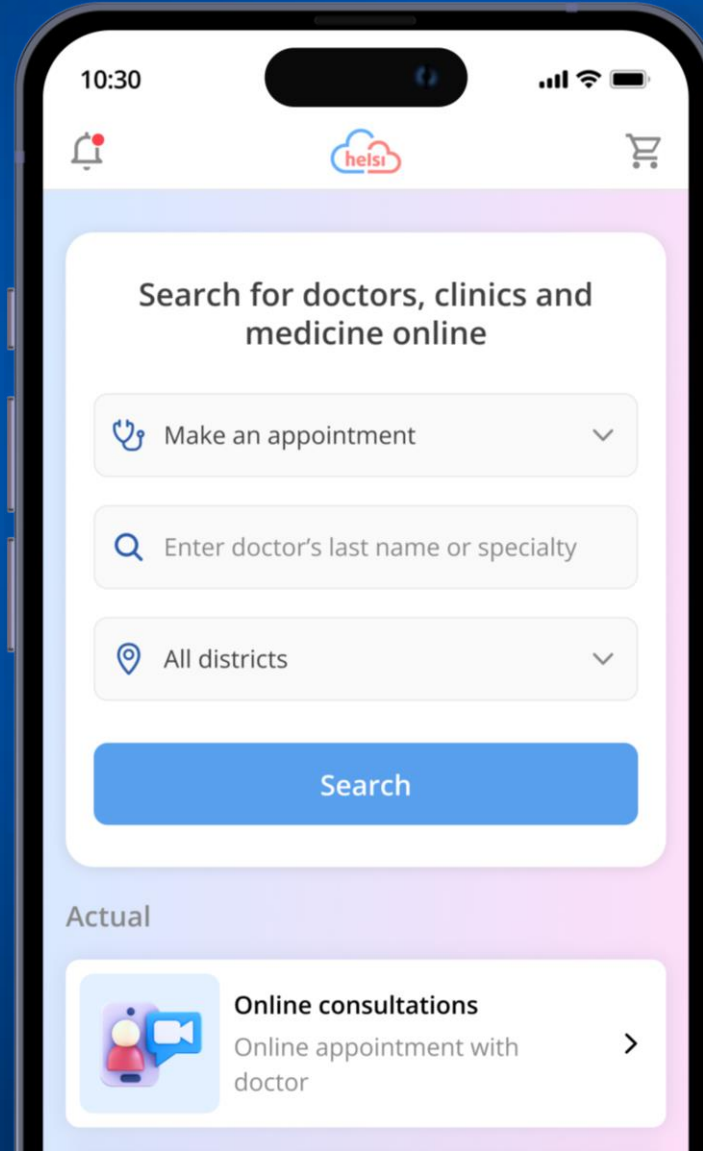 10:30
helsi
Search for doctors, clinics and
medicine online
Make an appointment
Enter doctor’s last name or specialty
All districts
Search
Actual
Online consultations
Online appointment with
doctor